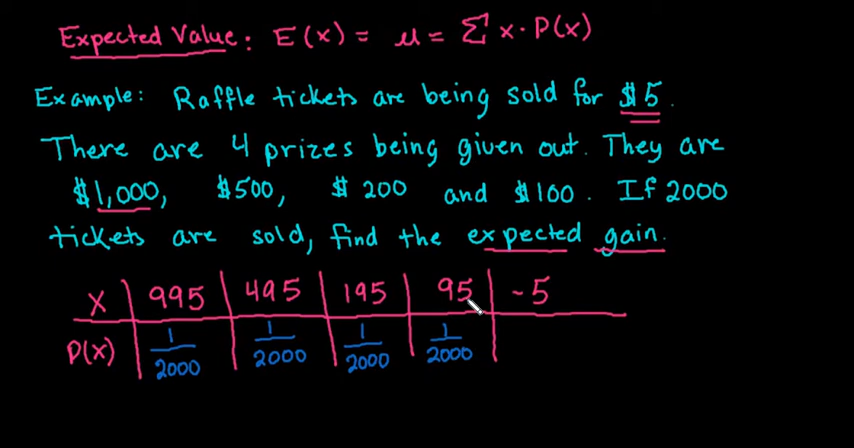 Expected Value: E(x) = μ = Σ x · P(x)
Example: Raffle tickets are being sold for $5.
There are 4 prizes being given out. They are
$1,000, $500, $200 and $100. If 2000
tickets are sold, find the expected gain.
x | 995 | 495 | 195 | 95 | -5
P(x) | 1/2000 | 1/2000 | 1/2000 | 1/2000 |